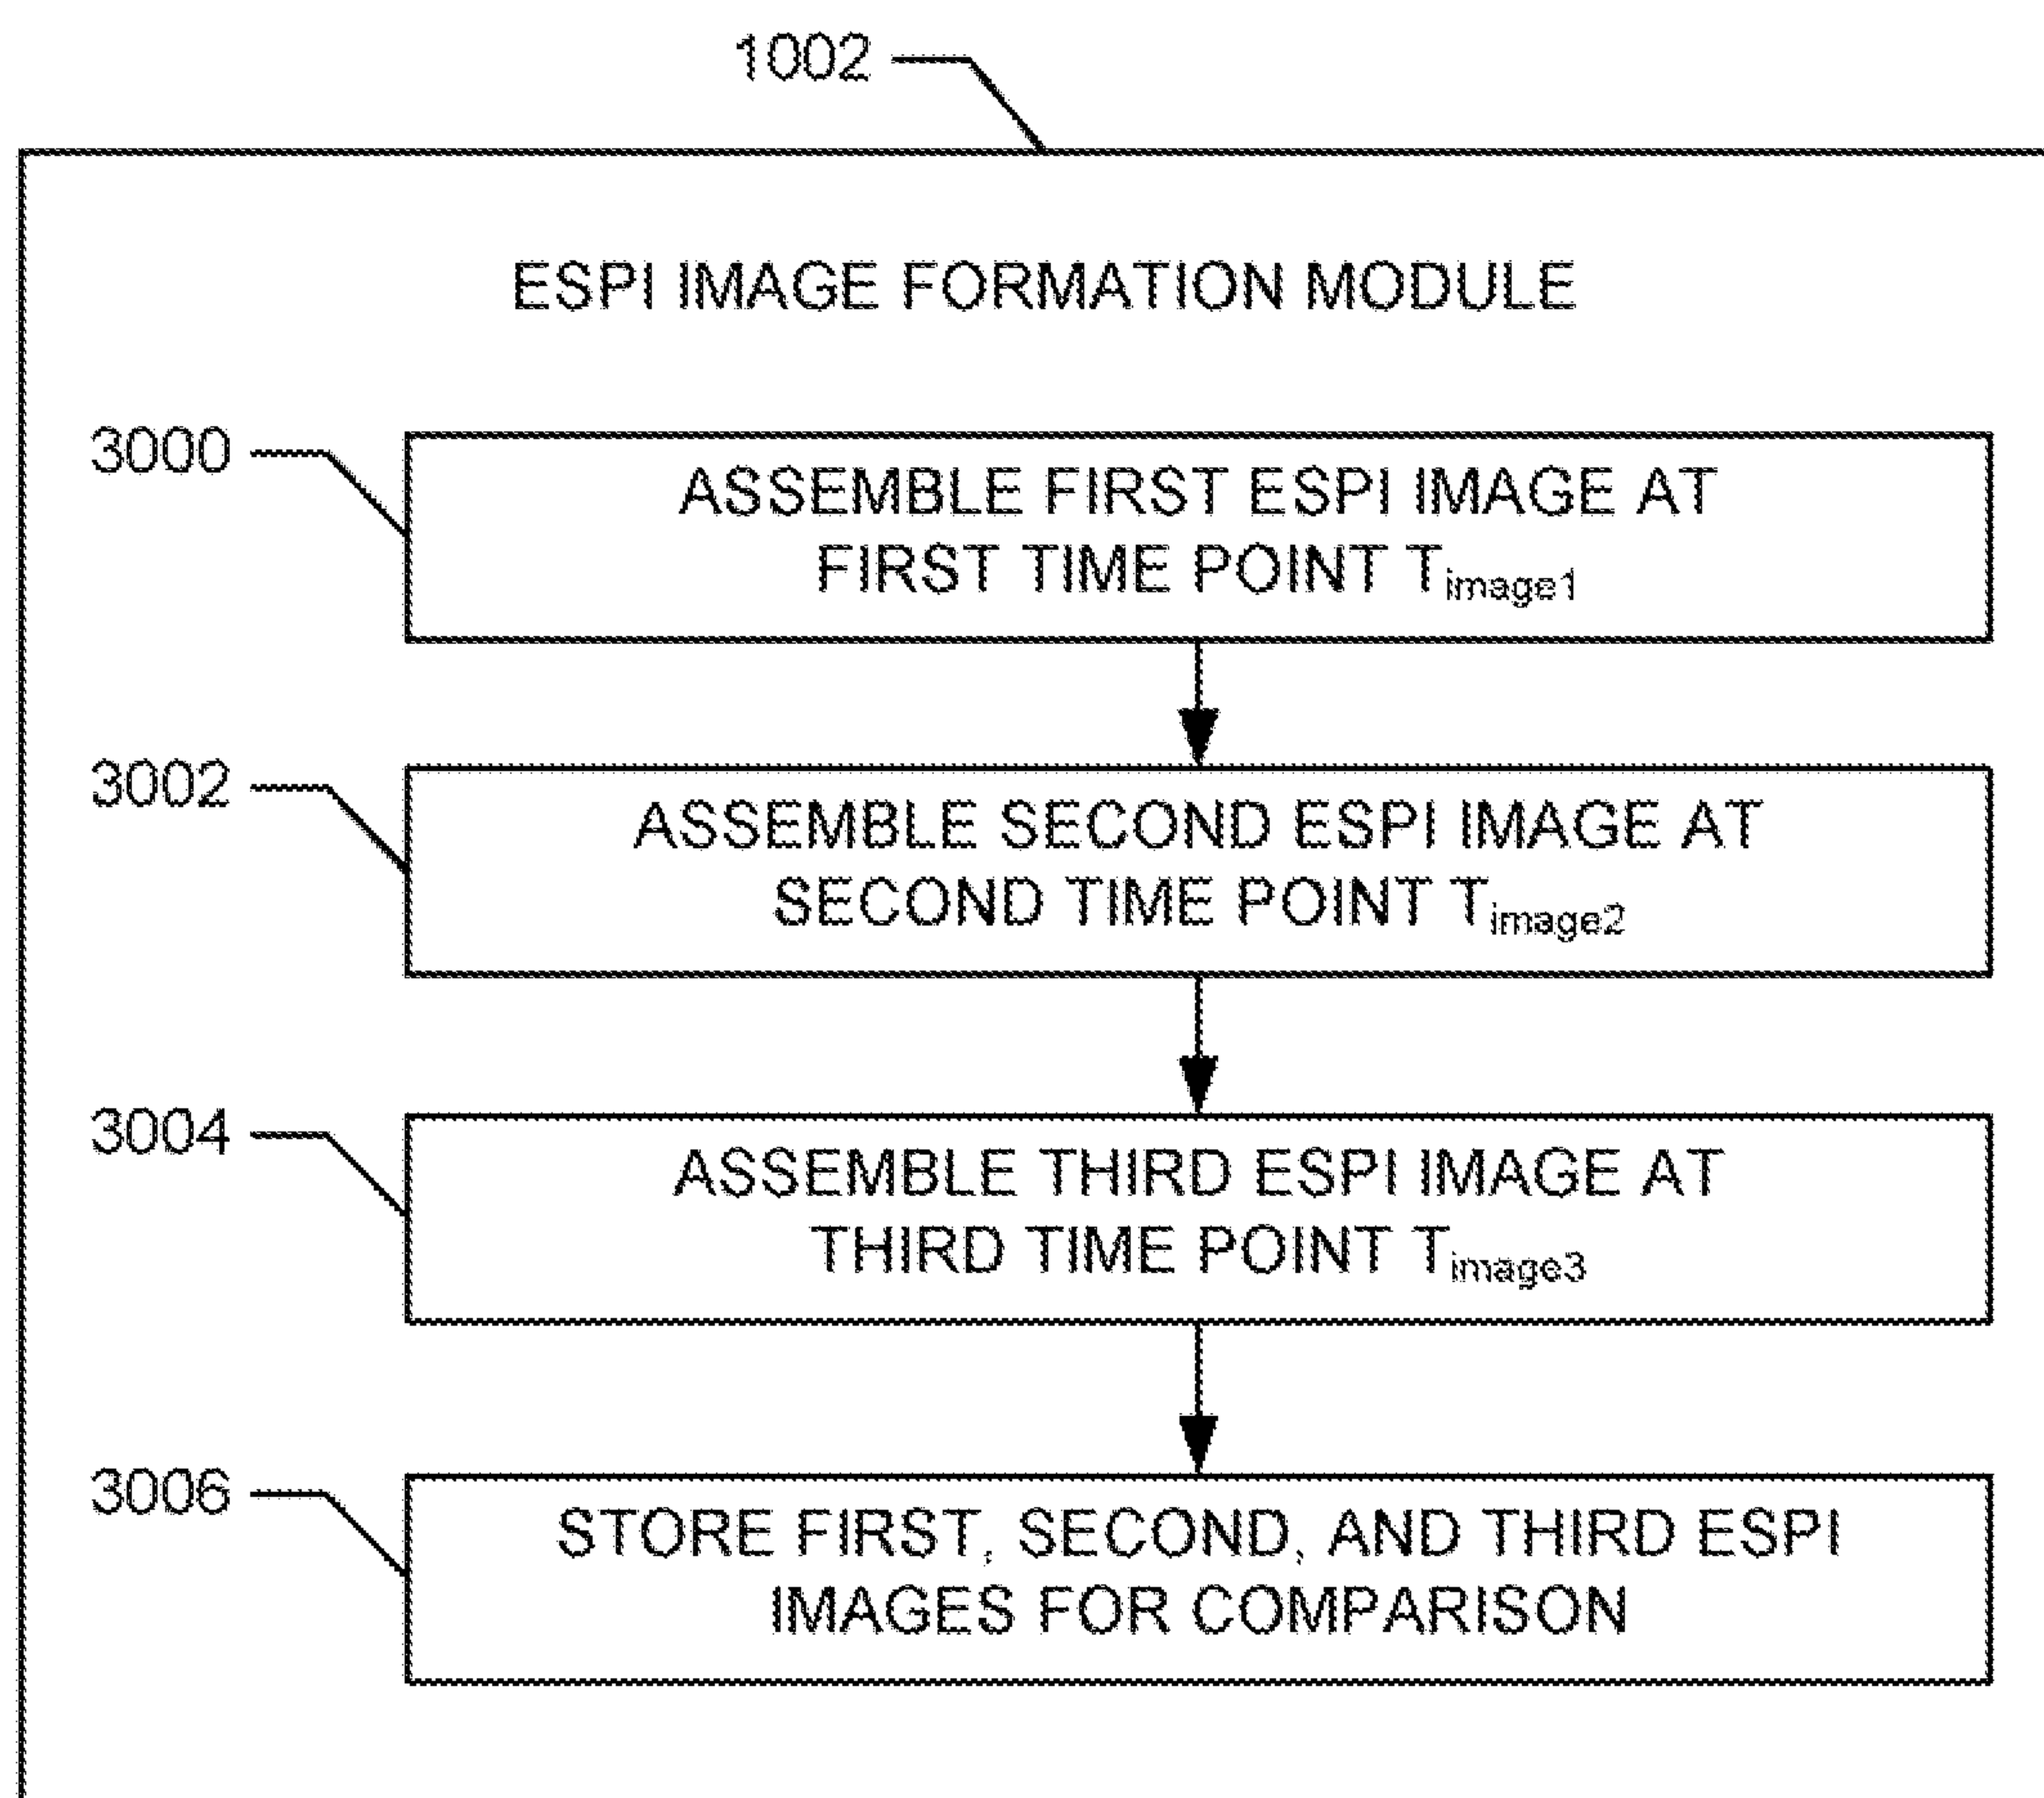 1002
ESPI IMAGE FORMATION MODULE
3000
ASSEMBLE FIRST ESPI IMAGE AT
FIRST TIME POINT Timage1
3002
ASSEMBLE SECOND ESPI IMAGE AT
SECOND TIME POINT Timage2
3004
ASSEMBLE THIRD ESPI IMAGE AT
THIRD TIME POINT Timage3
3006
STORE FIRST, SECOND, AND THIRD ESPI
IMAGES FOR COMPARISON